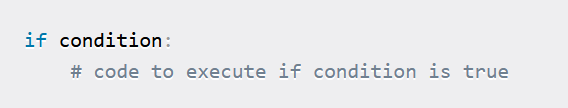 if condition:
    # code to execute if condition is true